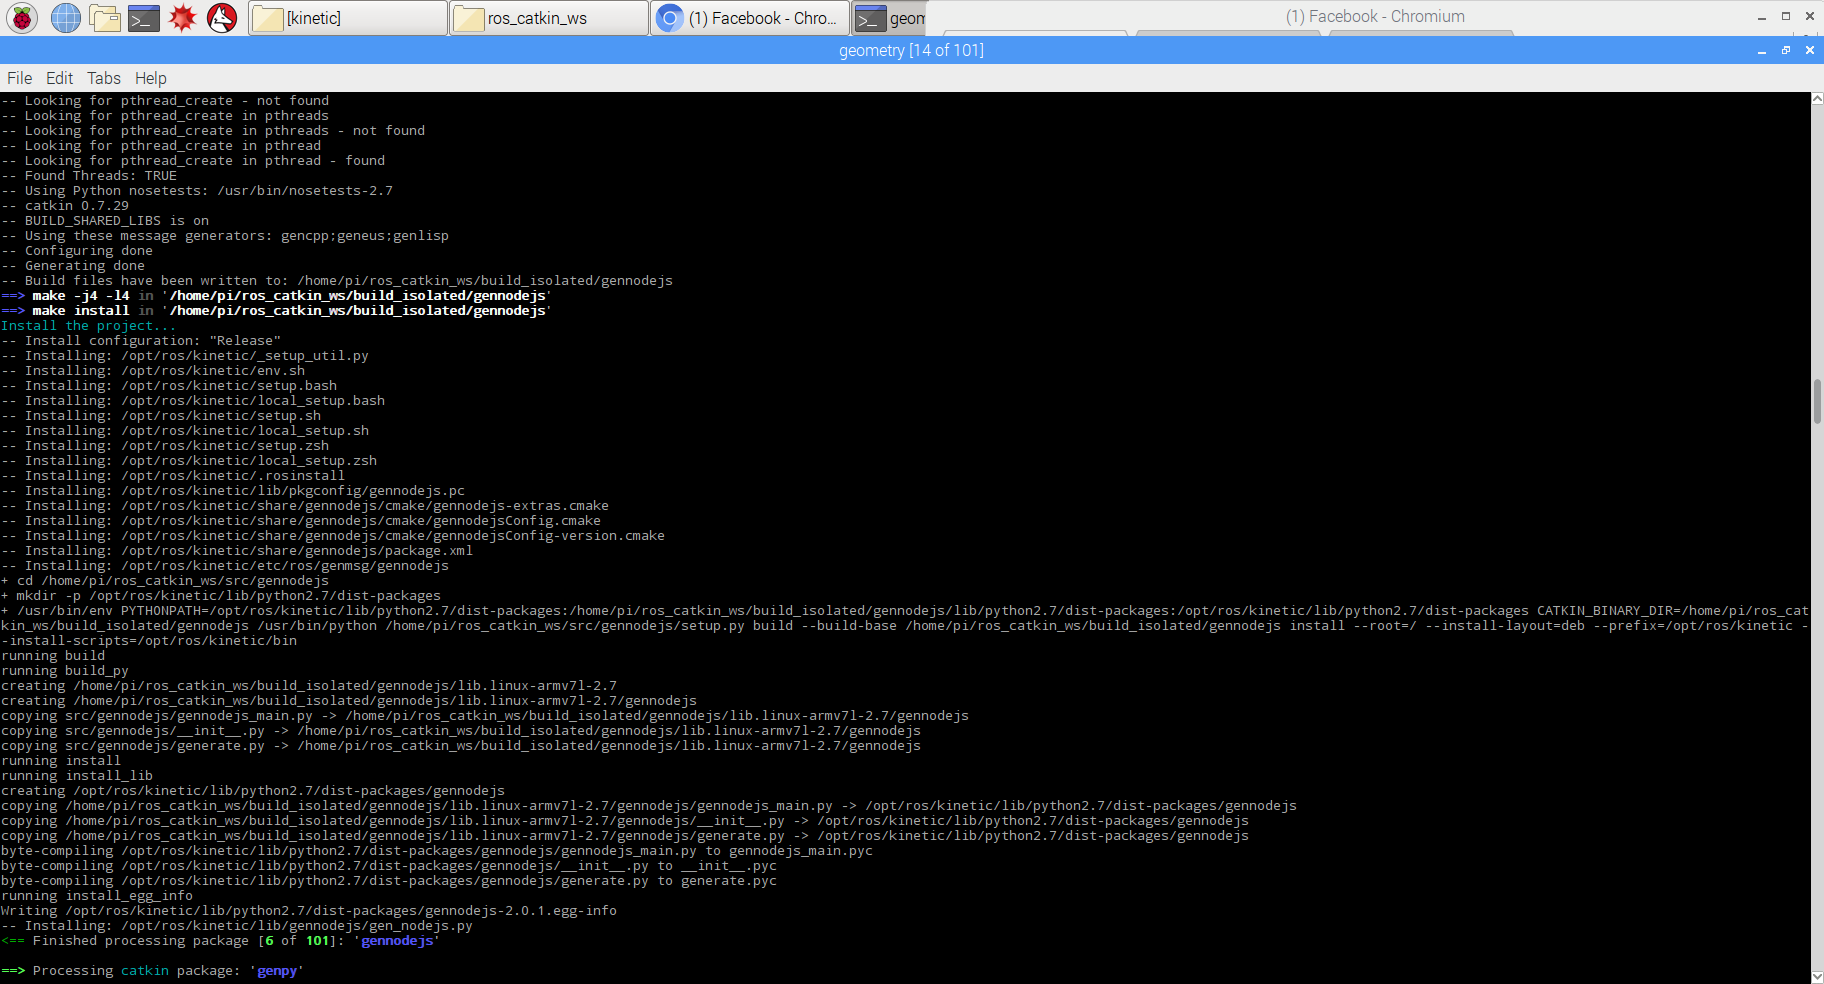 [kinetic]
ros_catkin_ws
(1) Facebook - Chro...
geom
(1) Facebook - Chromium
geometry [14 of 101]
File Edit Tabs Help
-- Looking for pthread_create - not found
-- Looking for pthread_create in pthreads
-- Looking for pthread_create in pthreads - not found
-- Looking for pthread_create in pthread
-- Looking for pthread_create in pthread - found
-- Found Threads: TRUE
-- Using Python nosetests: /usr/bin/nosetests-2.7
-- catkin 0.7.29
-- BUILD_SHARED_LIBS is on
-- Using these message generators: gencpp;geneus;genlisp
-- Configuring done
-- Generating done
-- Build files have been written to: /home/pi/ros_catkin_ws/build_isolated/gennodejs
==> make -j4 -l4 in '/home/pi/ros_catkin_ws/build_isolated/gennodejs'
==> make install in '/home/pi/ros_catkin_ws/build_isolated/gennodejs'
Install the project...
-- Install configuration: "Release"
-- Installing: /opt/ros/kinetic/_setup_util.py
-- Installing: /opt/ros/kinetic/env.sh
-- Installing: /opt/ros/kinetic/setup.bash
-- Installing: /opt/ros/kinetic/local_setup.bash
-- Installing: /opt/ros/kinetic/setup.sh
-- Installing: /opt/ros/kinetic/local_setup.sh
-- Installing: /opt/ros/kinetic/setup.zsh
-- Installing: /opt/ros/kinetic/local_setup.zsh
-- Installing: /opt/ros/kinetic/.rosinstall
-- Installing: /opt/ros/kinetic/lib/pkgconfig/gennodejs.pc
-- Installing: /opt/ros/kinetic/share/gennodejs/cmake/gennodejs-extras.cmake
-- Installing: /opt/ros/kinetic/share/gennodejs/cmake/gennodejsConfig.cmake
-- Installing: /opt/ros/kinetic/share/gennodejs/cmake/gennodejsConfig-version.cmake
-- Installing: /opt/ros/kinetic/share/gennodejs/package.xml
-- Installing: /opt/ros/kinetic/etc/ros/genmsg/gennodejs
+ cd /home/pi/ros_catkin_ws/src/gennodejs
+ mkdir -p /opt/ros/kinetic/lib/python2.7/dist-packages
+ /usr/bin/env PYTHONPATH=/opt/ros/kinetic/lib/python2.7/dist-packages:/home/pi/ros_catkin_ws/build_isolated/gennodejs/lib/python2.7/dist-packages:/opt/ros/kinetic/lib/python2.7/dist-packages CATKIN_BINARY_DIR=/home/pi/ros_cat
kin_ws/build_isolated/gennodejs /usr/bin/python /home/pi/ros_catkin_ws/src/gennodejs/setup.py build --build-base /home/pi/ros_catkin_ws/build_isolated/gennodejs install --root=/ --install-layout=deb --prefix=/opt/ros/kinetic -
-install-scripts=/opt/ros/kinetic/bin
running build
running build_py
creating /home/pi/ros_catkin_ws/build_isolated/gennodejs/lib.linux-armv7l-2.7
creating /home/pi/ros_catkin_ws/build_isolated/gennodejs/lib.linux-armv7l-2.7/gennodejs
copying src/gennodejs/gennodejs_main.py -> /home/pi/ros_catkin_ws/build_isolated/gennodejs/lib.linux-armv7l-2.7/gennodejs
copying src/gennodejs/__init__.py -> /home/pi/ros_catkin_ws/build_isolated/gennodejs/lib.linux-armv7l-2.7/gennodejs
copying src/gennodejs/generate.py -> /home/pi/ros_catkin_ws/build_isolated/gennodejs/lib.linux-armv7l-2.7/gennodejs
running install
running install_lib
creating /opt/ros/kinetic/lib/python2.7/dist-packages/gennodejs
copying /home/pi/ros_catkin_ws/build_isolated/gennodejs/lib.linux-armv7l-2.7/gennodejs/gennodejs_main.py -> /opt/ros/kinetic/lib/python2.7/dist-packages/gennodejs
copying /home/pi/ros_catkin_ws/build_isolated/gennodejs/lib.linux-armv7l-2.7/gennodejs/__init__.py -> /opt/ros/kinetic/lib/python2.7/dist-packages/gennodejs
copying /home/pi/ros_catkin_ws/build_isolated/gennodejs/lib.linux-armv7l-2.7/gennodejs/generate.py -> /opt/ros/kinetic/lib/python2.7/dist-packages/gennodejs
byte-compiling /opt/ros/kinetic/lib/python2.7/dist-packages/gennodejs/gennodejs_main.py to gennodejs_main.pyc
byte-compiling /opt/ros/kinetic/lib/python2.7/dist-packages/gennodejs/__init__.py to __init__.pyc
byte-compiling /opt/ros/kinetic/lib/python2.7/dist-packages/gennodejs/generate.py to generate.pyc
running install_egg_info
Writing /opt/ros/kinetic/lib/python2.7/dist-packages/gennodejs-2.0.1.egg-info
-- Installing: /opt/ros/kinetic/lib/gennodejs/gen_nodejs.py
<== Finished processing package [6 of 101]: 'gennodejs'
==> Processing catkin package: 'genpy'